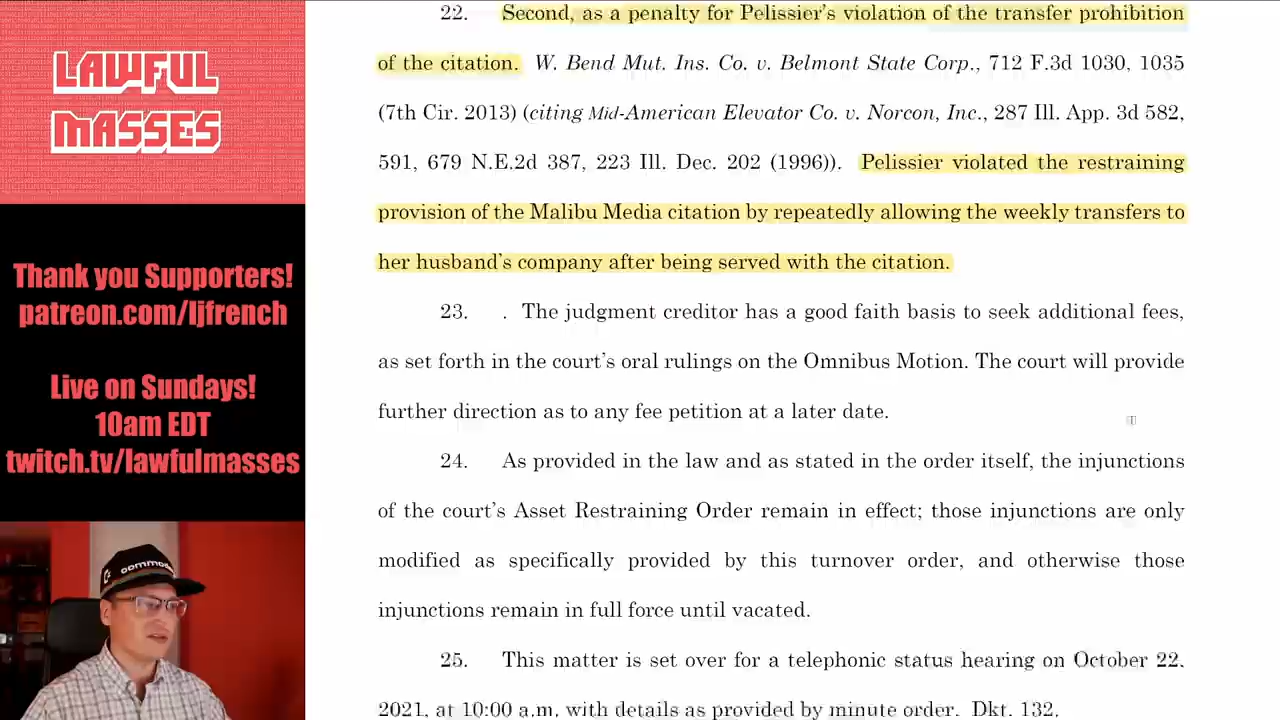 LAWFUL
MASSES
Thank you Supporters!
patreon.com/ljfrench
Live on Sundays!
10am EDT
twitch.tv/lawfulmasses
22. Second, as a penalty for Pelissier's violation of the transfer prohibition
of the citation. W. Bend Mut. Ins. Co. v. Belmont State Corp., 712 F.3d 1030, 1035
(7th Cir. 2013) (citing Mid-American Elevator Co. v. Norcon, Inc., 287 Ill. App. 3d 582,
591, 679 N.E.2d 387, 223 Ill. Dec. 202 (1996)). Pelissier violated the restraining
provision of the Malibu Media citation by repeatedly allowing the weekly transfers to
her husband's company after being served with the citation.
23. . The judgment creditor has a good faith basis to seek additional fees,
as set forth in the court's oral rulings on the Omnibus Motion. The court will provide
further direction as to any fee petition at a later date.
24. As provided in the law and as stated in the order itself, the injunctions
of the court's Asset Restraining Order remain in effect; those injunctions are only
modified as specifically provided by this turnover order, and otherwise those
injunctions remain in full force until vacated.
25. This matter is set over for a telephonic status hearing on October 22,
2021, at 10:00 a.m. with details as provided by minute order. Dkt. 132.